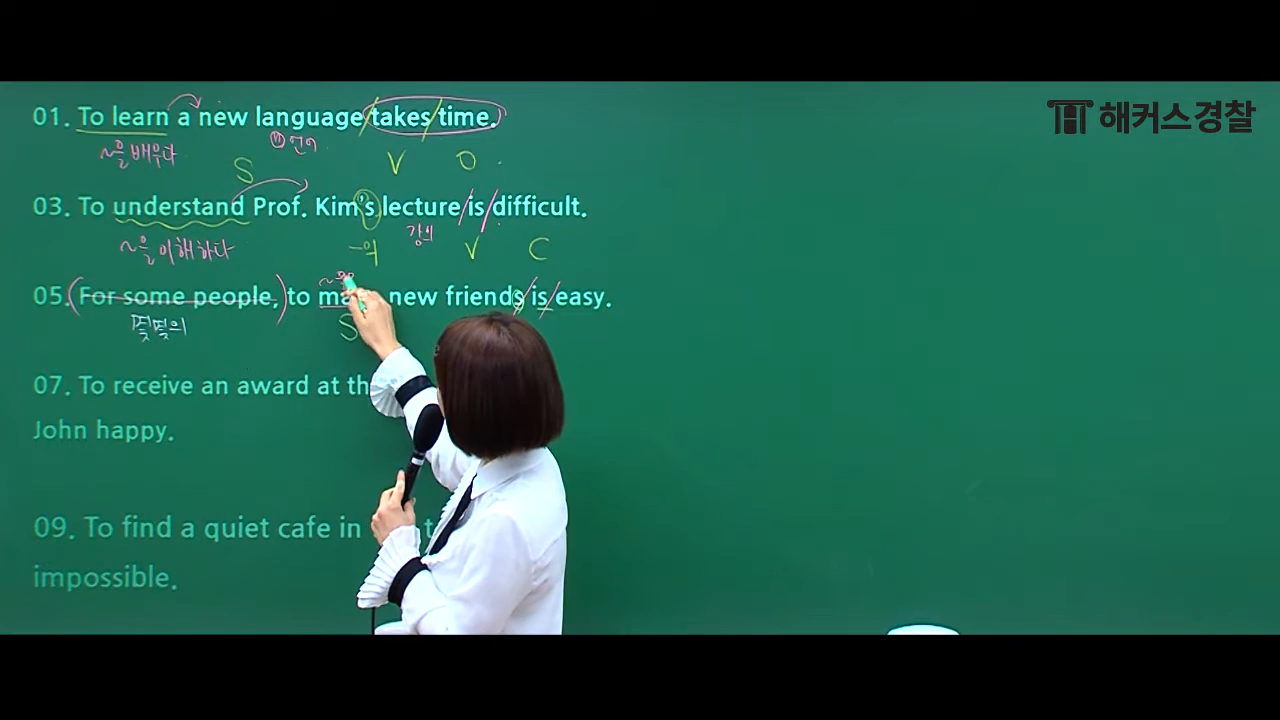 해커스경찰
01. To learn a new language takes time.
~을 배우다 명 언어
S V O
03. To understand Prof. Kim's lecture is difficult.
~을 이해하다 ~의 강의 V C
05. (For some people,) to new friends is easy.
몇몇의 S
07. To receive an award at
John happy.
09. To find a quiet cafe in
impossible.